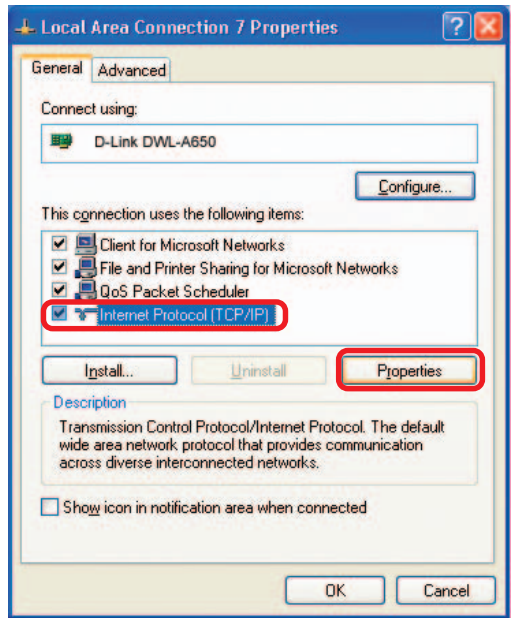 Local Area Connection 7 Properties
?
General Advanced
Connect using:
D-Link DWL-A650
Configure...
This connection uses the following items:
Client for Microsoft Networks
File and Printer Sharing for Microsoft Networks
QoS Packet Scheduler
Internet Protocol (TCP/IP)
Install... Uninstall Properties
Description
Transmission Control Protocol/Internet Protocol. The default
wide area network protocol that provides communication
across diverse interconnected networks.
Show icon in notification area when connected
OK Cancel